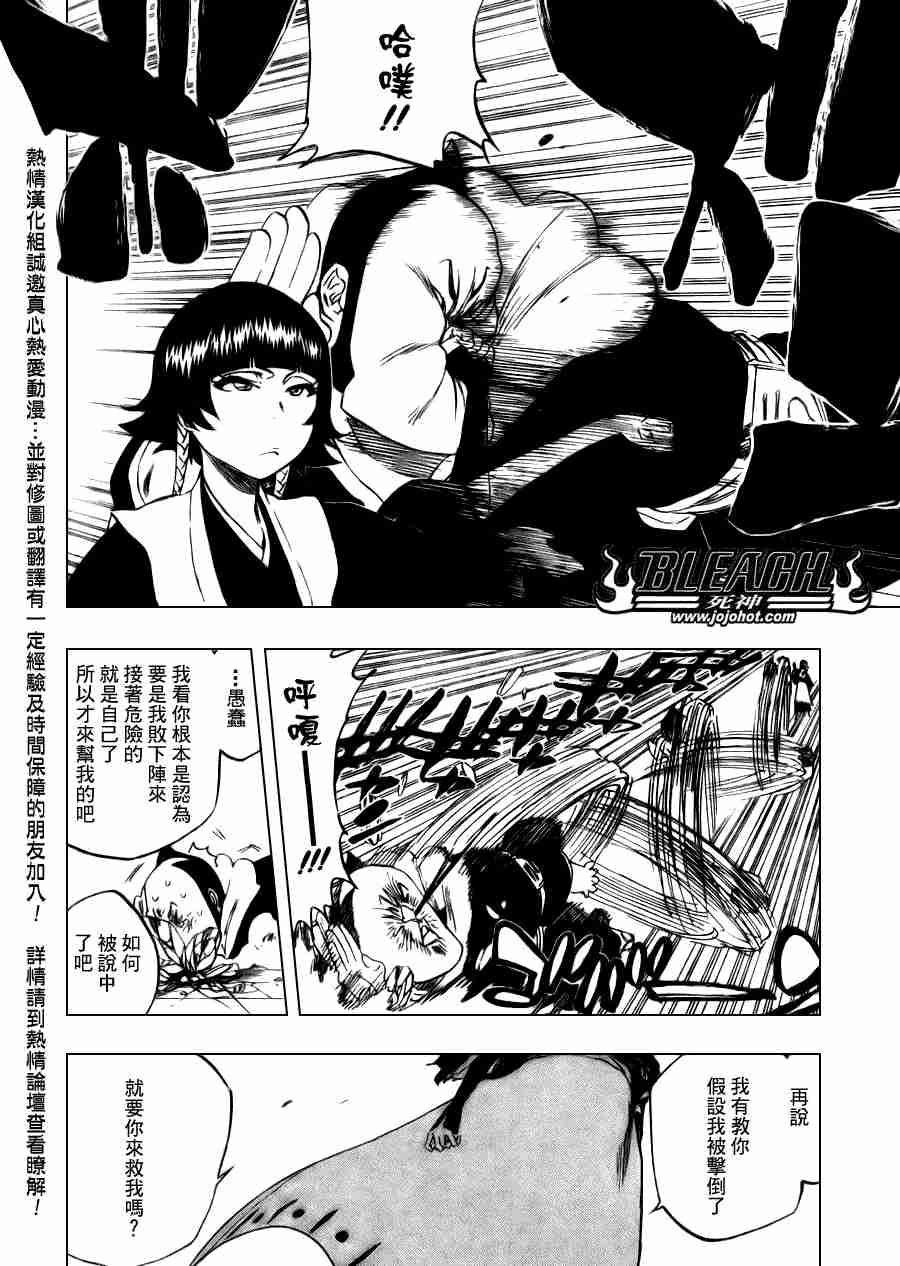 哈噗!!
BLEACH
死神
www.jojohot.com
呼嘎——!!!
…愚蠢
我看你根本是認為
要是我敗下陣來
接著危險的
就是自己了
所以才來幫我的吧
如何
被說中
了吧
再說
我有教你
假設我被擊倒了
就要你來救我嗎?
熱情漢化組誠邀真心熱愛動漫…並對修圖或翻譯有一定經驗及時間保障的朋友加入! 詳情請到熱情論壇查看瞭解!